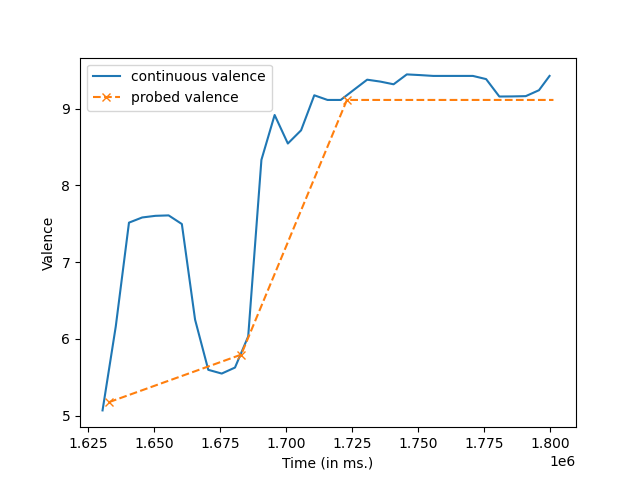 continuous valence
probed valence
9
8
7
6
5
Valence
1.625 1.650 1.675 1.700 1.725 1.750 1.775 1.800
Time (in ms.)
1e6